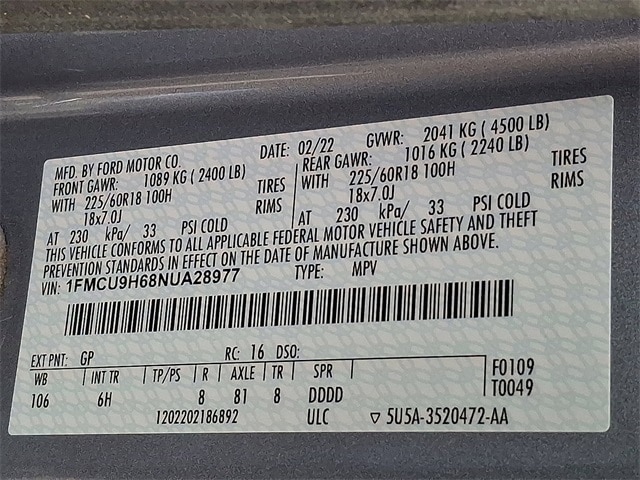 MFD. BY FORD MOTOR CO. DATE: 02/22 GVWR: 2041 KG ( 4500 LB)
FRONT GAWR: 1089 KG ( 2400 LB) REAR GAWR: 1016 KG ( 2240 LB)
WITH 225/60R18 100H TIRES WITH 225/60R18 100H TIRES
18x7.0J RIMS 18x7.0J RIMS
AT 230 kPa/ 33 PSI COLD AT 230 kPa/ 33 PSI COLD
THIS VEHICLE CONFORMS TO ALL APPLICABLE FEDERAL MOTOR VEHICLE SAFETY AND THEFT
PREVENTION STANDARDS IN EFFECT ON THE DATE OF MANUFACTURE SHOWN ABOVE.
VIN: 1FMCU9H68NUA28977 TYPE: MPV
EXT PNT: GP RC: 16 DSO: F0109
WB INT TR TP/PS R AXLE TR SPR T0049
106 6H 8 81 8 DDDD
1202202186892 ULC ▽ 5U5A-3520472-AA